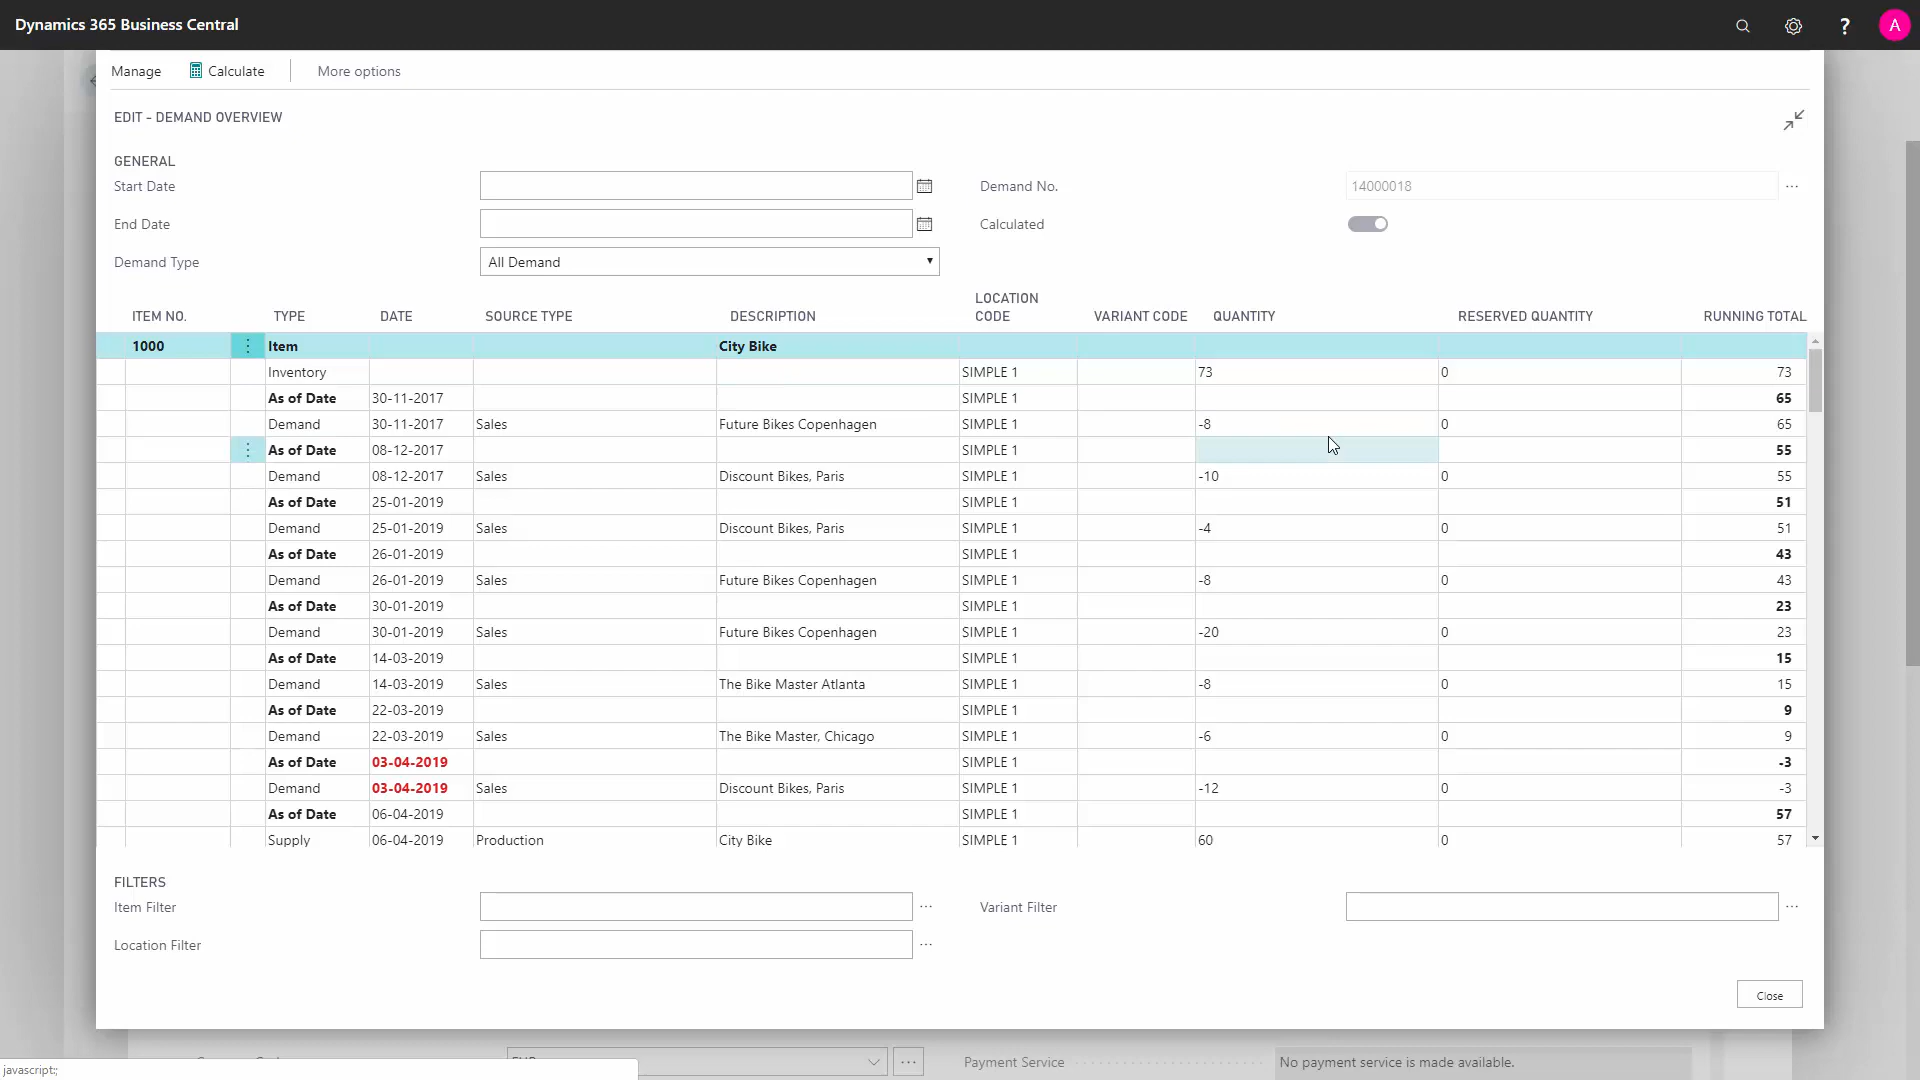 Dynamics 365 Business Central
?
A
Manage
Calculate
More options
EDIT - DEMAND OVERVIEW
GENERAL
Start Date
Demand No.
14000018
End Date
Calculated
Demand Type
All Demand
ITEM NO. TYPE DATE SOURCE TYPE DESCRIPTION LOCATION CODE VARIANT CODE QUANTITY RESERVED QUANTITY RUNNING TOTAL
1000 Item City Bike
Inventory SIMPLE 1 73 0 73
As of Date 30-11-2017 SIMPLE 1 65
Demand 30-11-2017 Sales Future Bikes Copenhagen SIMPLE 1 -8 0 65
As of Date 08-12-2017 SIMPLE 1 55
Demand 08-12-2017 Sales Discount Bikes, Paris SIMPLE 1 -10 0 55
As of Date 25-01-2019 SIMPLE 1 51
Demand 25-01-2019 Sales Discount Bikes, Paris SIMPLE 1 -4 0 51
As of Date 26-01-2019 SIMPLE 1 43
Demand 26-01-2019 Sales Future Bikes Copenhagen SIMPLE 1 -8 0 43
As of Date 30-01-2019 SIMPLE 1 23
Demand 30-01-2019 Sales Future Bikes Copenhagen SIMPLE 1 -20 0 23
As of Date 14-03-2019 SIMPLE 1 15
Demand 14-03-2019 Sales The Bike Master Atlanta SIMPLE 1 -8 0 15
As of Date 22-03-2019 SIMPLE 1 9
Demand 22-03-2019 Sales The Bike Master, Chicago SIMPLE 1 -6 0 9
As of Date 03-04-2019 SIMPLE 1 -3
Demand 03-04-2019 Sales Discount Bikes, Paris SIMPLE 1 -12 0 -3
As of Date 06-04-2019 SIMPLE 1 57
Supply 06-04-2019 Production City Bike SIMPLE 1 60 0 57
FILTERS
Item Filter
Variant Filter
Location Filter
Close
Payment Service
No payment service is made available.
javascript:;